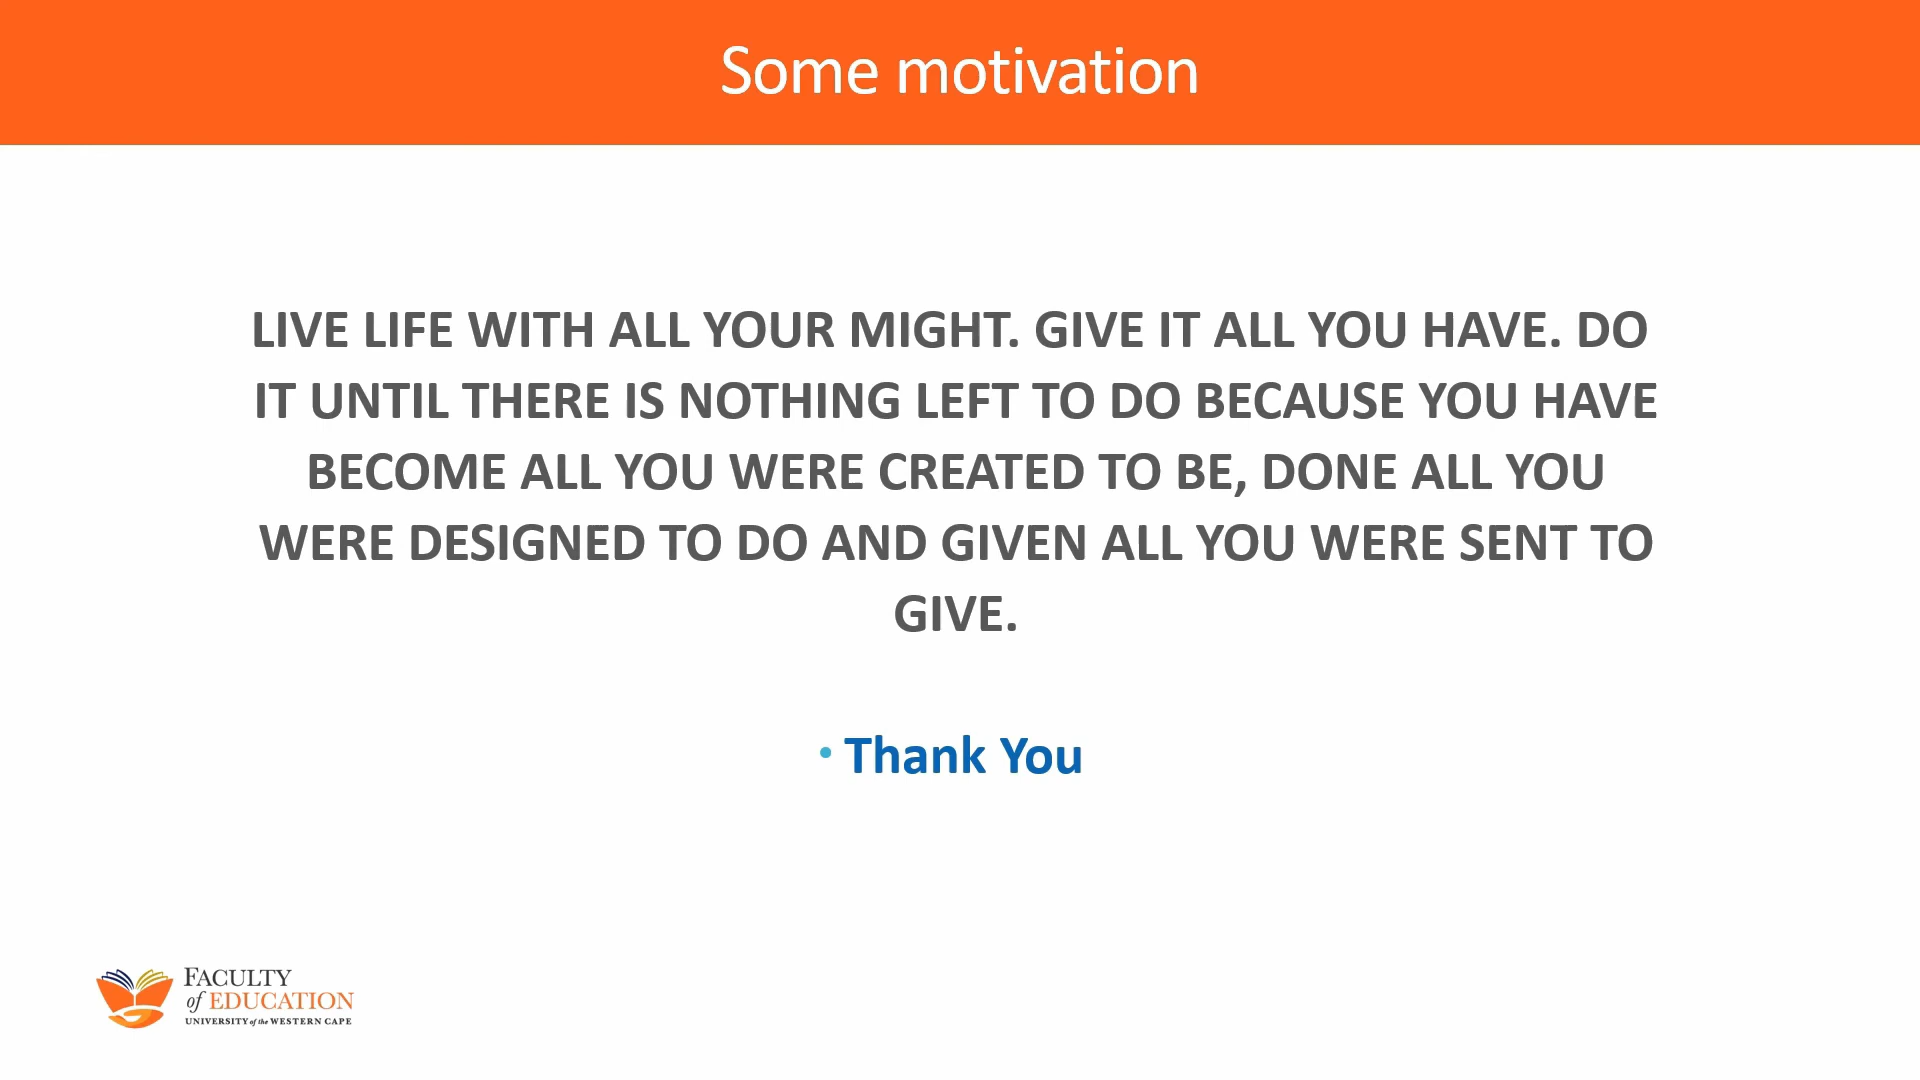 Some motivation
LIVE LIFE WITH ALL YOUR MIGHT. GIVE IT ALL YOU HAVE. DO
IT UNTIL THERE IS NOTHING LEFT TO DO BECAUSE YOU HAVE
BECOME ALL YOU WERE CREATED TO BE, DONE ALL YOU
WERE DESIGNED TO DO AND GIVEN ALL YOU WERE SENT TO
GIVE.
• Thank You
FACULTY
of EDUCATION
UNIVERSITY of the WESTERN CAPE